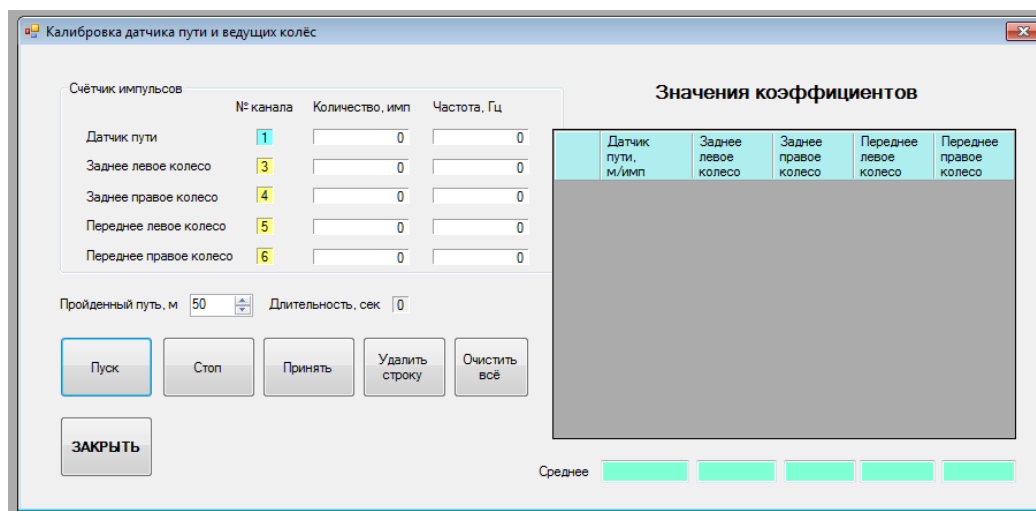 Калибровка датчика пути и ведущих колёс
Счётчик импульсов
№ канала Количество, имп Частота, Гц
Датчик пути 1 0 0
Заднее левое колесо 3 0 0
Заднее правое колесо 4 0 0
Переднее левое колесо 5 0 0
Переднее правое колесо 6 0 0
Пройденный путь, м 50 Длительность, сек 0
Пуск
Стоп
Принять
Удалить
строку
Очистить
всё
ЗАКРЫТЬ
Значения коэффициентов
Датчик
пути,
м/имп
Заднее
левое
колесо
Заднее
правое
колесо
Переднее
левое
колесо
Переднее
правое
колесо
Среднее